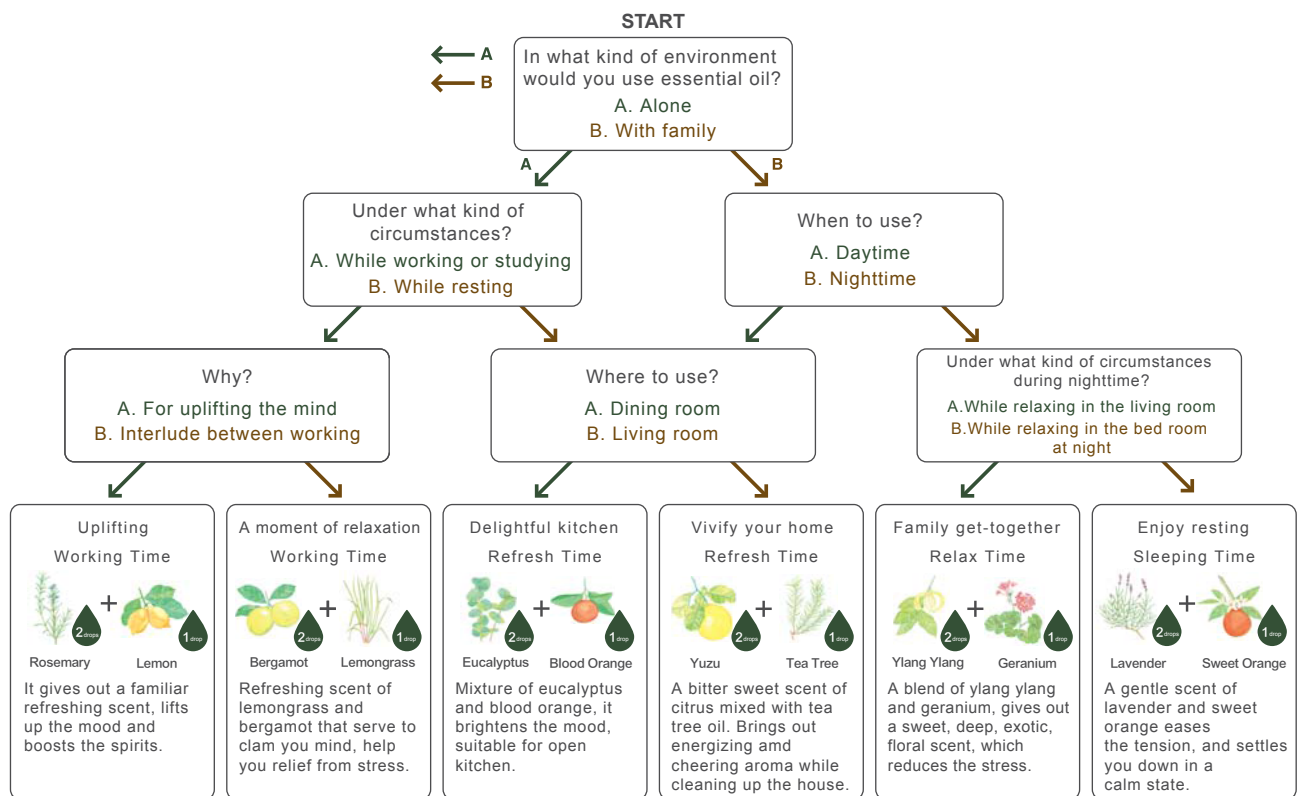 START
A
B
In what kind of environment
would you use essential oil?
A. Alone
B. With family
A
B
Under what kind of
circumstances?
A. While working or studying
B. While resting
When to use?
A. Daytime
B. Nighttime
Why?
A. For uplifting the mind
B. Interlude between working
Where to use?
A. Dining room
B. Living room
Under what kind of circumstances
during nighttime?
A.While relaxing in the living room
B.While relaxing in the bed room
at night
Uplifting
Working Time
2 drops
1 drop
Rosemary
Lemon
It gives out a familiar
refreshing scent, lifts
up the mood and
boosts the spirits.
A moment of relaxation
Working Time
2 drops
1 drop
Bergamot
Lemongrass
Refreshing scent of
lemongrass and
bergamot that serve to
clam you mind, help
you relief from stress.
Delightful kitchen
Refresh Time
2 drops
1 drop
Eucalyptus
Blood Orange
Mixture of eucalyptus
and blood orange, it
brightens the mood,
suitable for open
kitchen.
Vivify your home
Refresh Time
2 drops
1 drop
Yuzu
Tea Tree
A bitter sweet scent of
citrus mixed with tea
tree oil. Brings out
energizing amd
cheering aroma while
cleaning up the house.
Family get-together
Relax Time
2 drops
1 drop
Ylang Ylang
Geranium
A blend of ylang ylang
and geranium, gives out
a sweet, deep, exotic,
floral scent, which
reduces the stress.
Enjoy resting
Sleeping Time
2 drops
1 drop
Lavender
Sweet Orange
A gentle scent of
lavender and sweet
orange eases
the tension, and settles
you down in a
calm state.